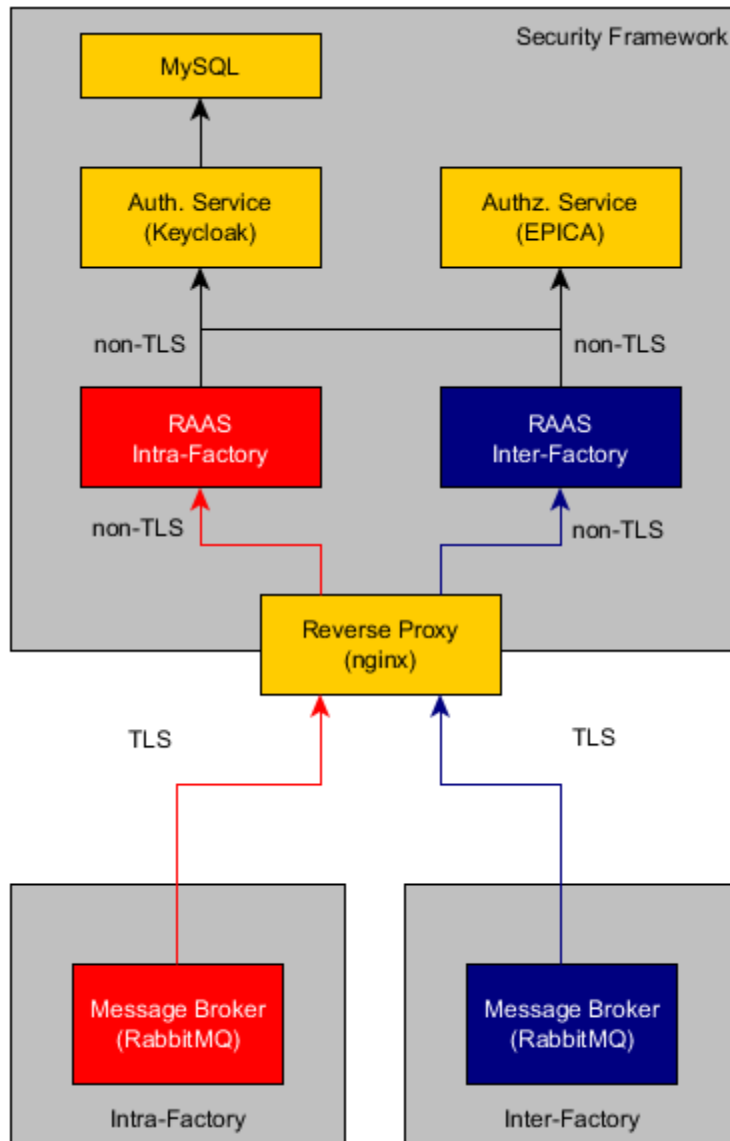 Security Framework
MySQL
Auth. Service
(Keycloak)
Authz. Service
(EPICA)
non-TLS
non-TLS
RAAS
Intra-Factory
RAAS
Inter-Factory
non-TLS
non-TLS
Reverse Proxy
(nginx)
TLS
TLS
Message Broker
(RabbitMQ)
Message Broker
(RabbitMQ)
Intra-Factory
Inter-Factory